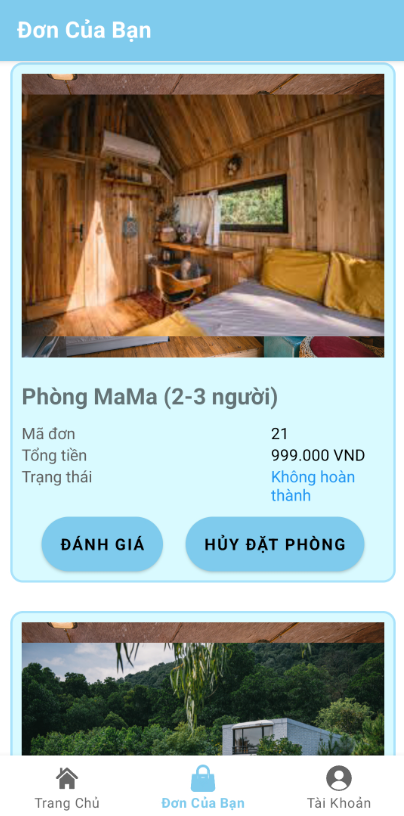 Đơn Của Bạn
Phòng MaMa (2-3 người)
Mã đơn 21
Tổng tiền 999.000 VND
Trạng thái Không hoàn
thành
ĐÁNH GIÁ HỦY ĐẶT PHÒNG
Trang Chủ Đơn Của Bạn Tài Khoản